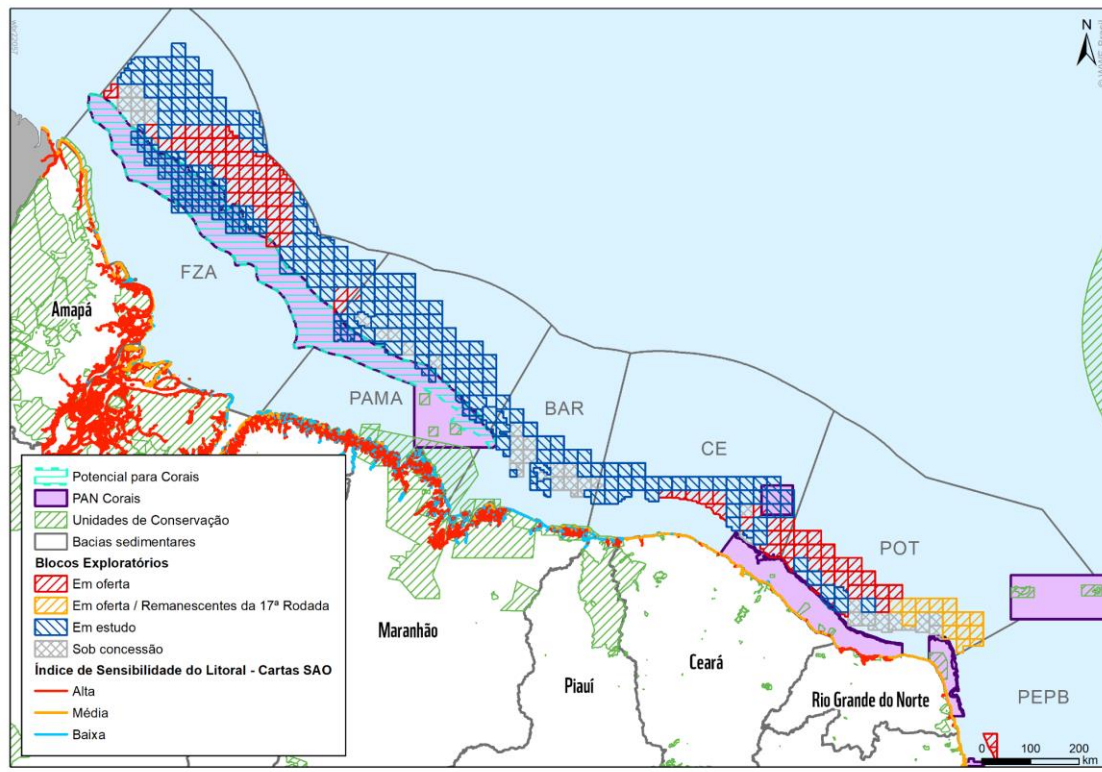 N
FZA
Amapá
PAMA
BAR
CE
POT
PEPB
Maranhão
Piauí
Ceará
Rio Grande do Norte
Potencial para Corais
PAN Corais
Unidades de Conservação
Bacias sedimentares
Blocos Exploratórios
Em oferta
Em oferta / Remanescentes da 17ª Rodada
Em estudo
Sob concessão
Índice de Sensibilidade do Litoral - Cartas SAO
Alta
Média
Baixa
0 100 200
km